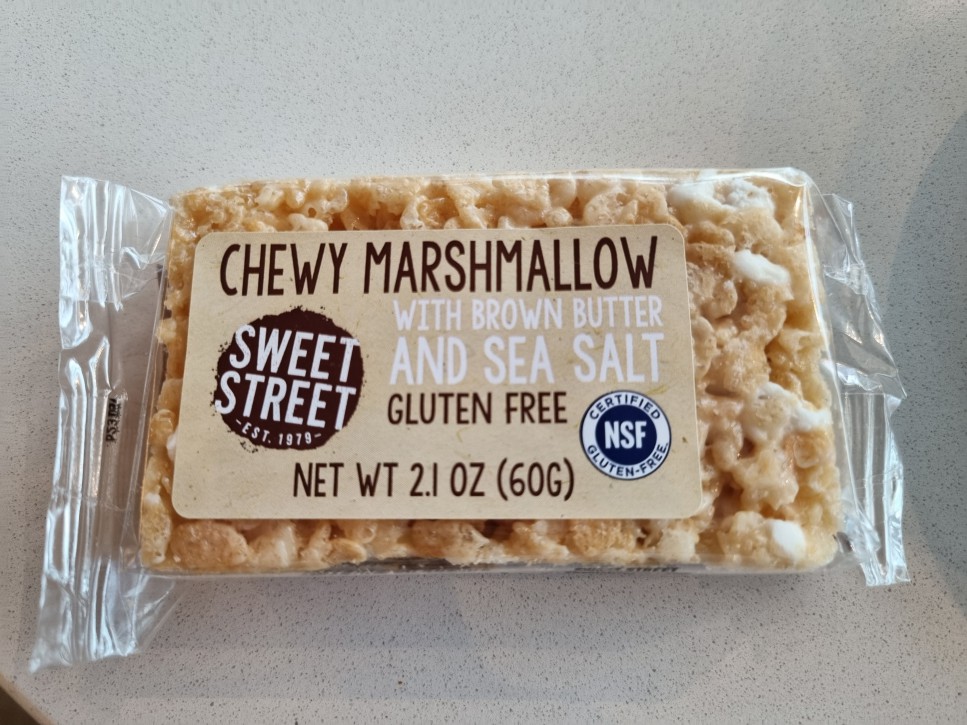 CHEWY MARSHMALLOW
WITH BROWN BUTTER
AND SEA SALT
SWEET
STREET
-EST. 1979-
GLUTEN FREE
CERTIFIED
NSF
GLUTEN-FREE
NET WT 2.1 OZ (60G)